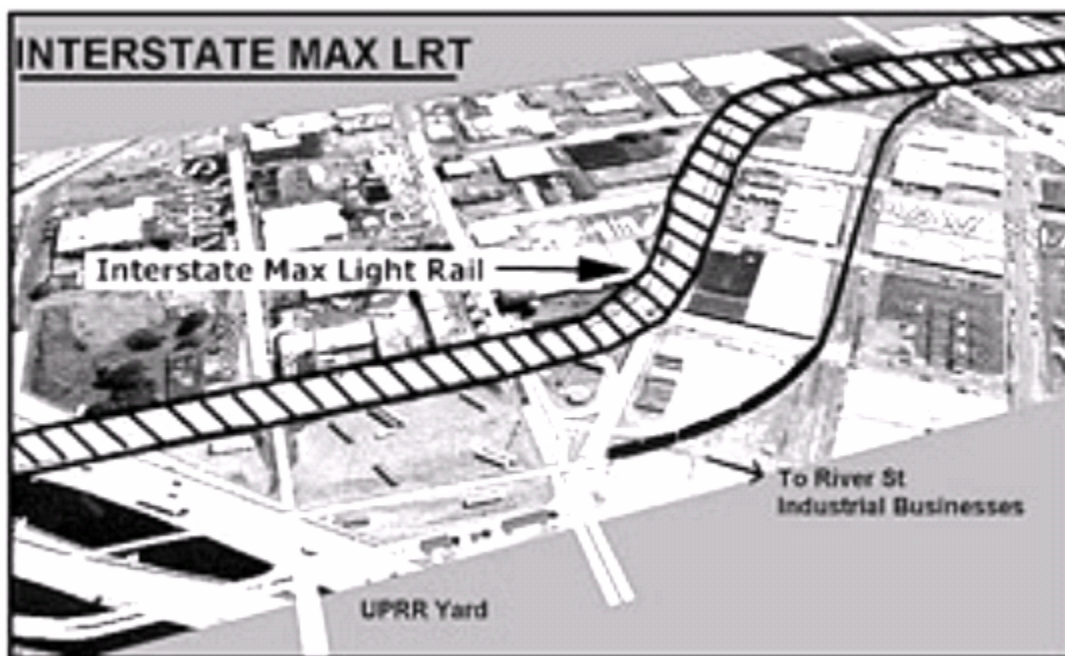 INTERSTATE MAX LRT
Interstate Max Light Rail
To River St
Industrial Businesses
UPRR Yard